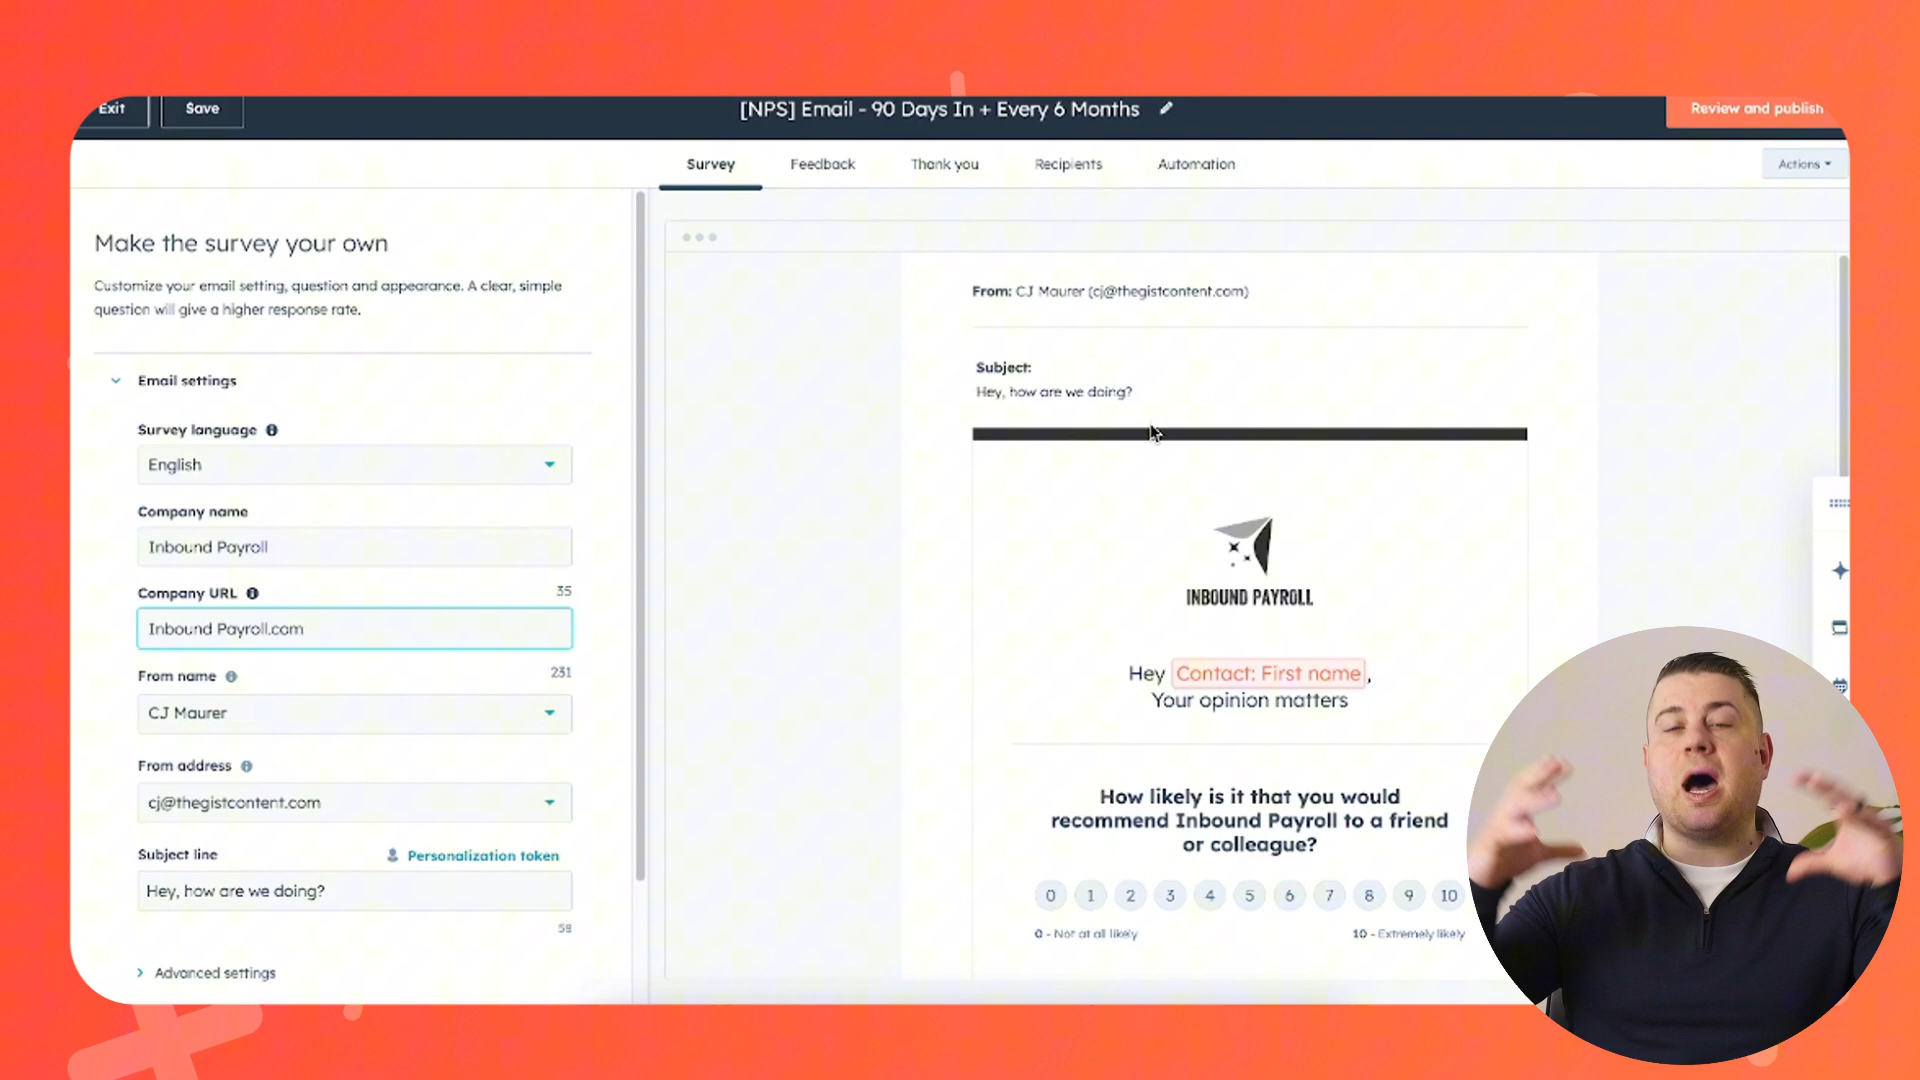 Exit
Save
[NPS] Email - 90 Days In + Every 6 Months
Review and publish
Survey
Feedback
Thank you
Recipients
Automation
Actions
Make the survey your own
Customize your email setting, question and appearance. A clear, simple
question will give a higher response rate.
Email settings
Survey language
English
Company name
Inbound Payroll
Company URL
35
Inbound Payroll.com
From name
231
CJ Maurer
From address
cj@thegistcontent.com
Subject line
Personalization token
Hey, how are we doing?
58
Advanced settings
From: CJ Maurer (cj@thegistcontent.com)
Subject:
Hey, how are we doing?
INBOUND PAYROLL
Hey Contact: First name,
Your opinion matters
How likely is it that you would
recommend Inbound Payroll to a friend
or colleague?
0 1 2 3 4 5 6 7 8 9 10
0 - Not at all likely
10 - Extremely likely